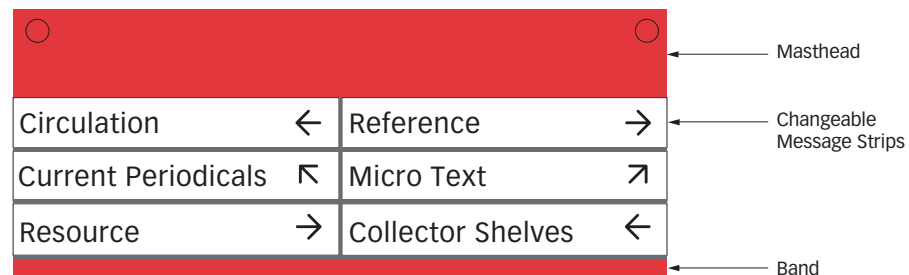 Masthead
Circulation ←
Reference →
Changeable
Message Strips
Current Periodicals ↖
Micro Text ↗
Resource →
Collector Shelves ←
Band